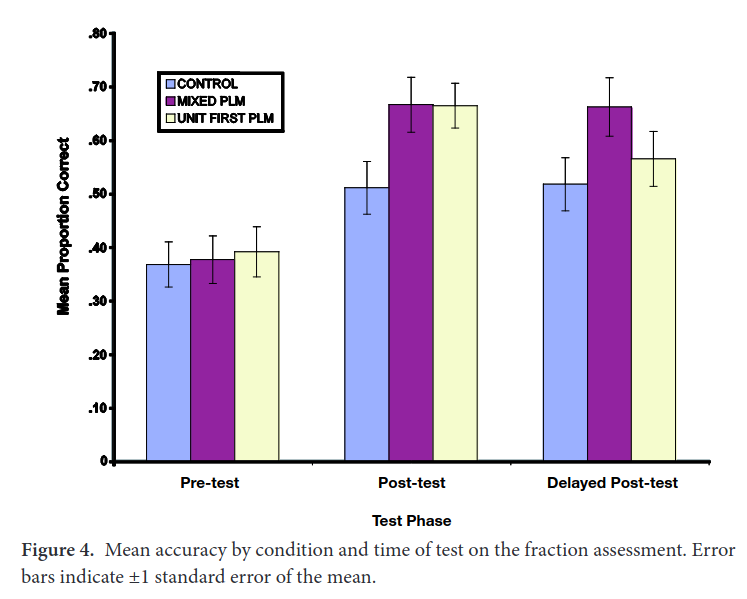 .80
.70
.60
.50
.40
.30
.20
.10
0
Mean Proportion Correct
CONTROL
MIXED PLM
UNIT FIRST PLM
Pre-test
Post-test
Delayed Post-test
Test Phase
Figure 4. Mean accuracy by condition and time of test on the fraction assessment. Error
bars indicate ±1 standard error of the mean.